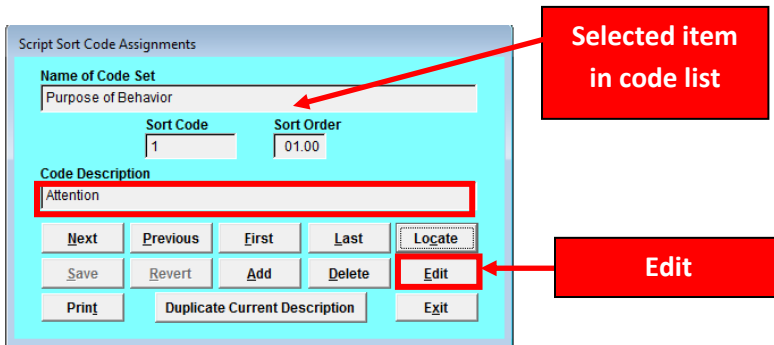 Script Sort Code Assignments
Selected item
in code list
Name of Code Set
Purpose of Behavior
Sort Code Sort Order
1 01.00
Code Description
Attention
Next Previous First Last Locate
Save Revert Add Delete Edit
Edit
Print Duplicate Current Description Exit